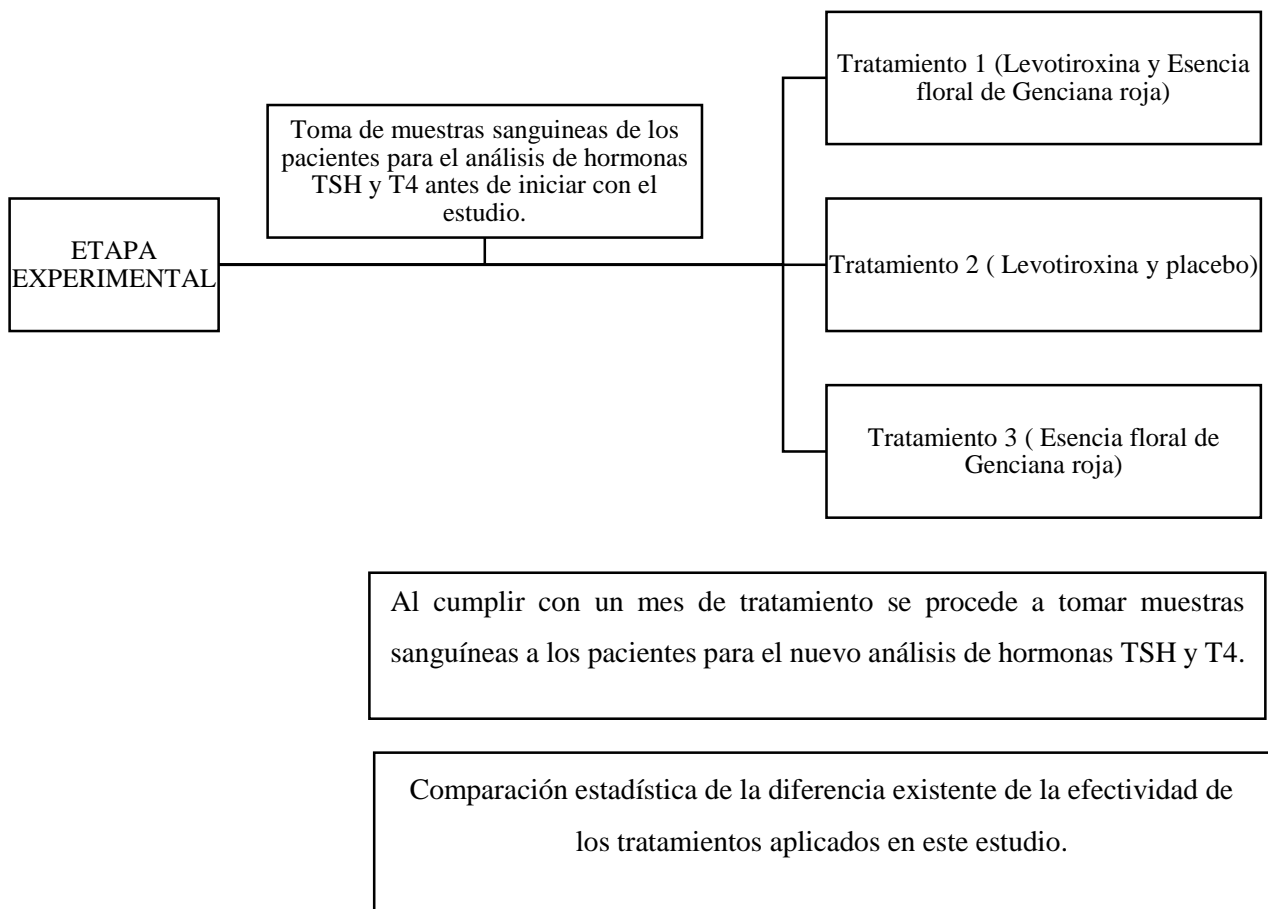 ETAPA
EXPERIMENTAL
Toma de muestras sanguineas de los
pacientes para el análisis de hormonas
TSH y T4 antes de iniciar con el
estudio.
Tratamiento 1 (Levotiroxina y Esencia
floral de Genciana roja)
Tratamiento 2 ( Levotiroxina y placebo)
Tratamiento 3 ( Esencia floral de
Genciana roja)
Al cumplir con un mes de tratamiento se procede a tomar muestras
sanguíneas a los pacientes para el nuevo análisis de hormonas TSH y T4.
Comparación estadística de la diferencia existente de la efectividad de
los tratamientos aplicados en este estudio.